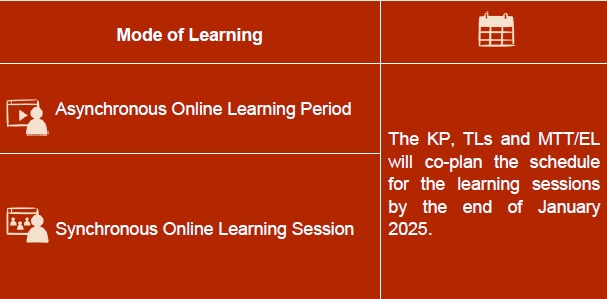 Mode of Learning
Asynchronous Online Learning Period
The KP, TLs and MTT/EL
will co-plan the schedule
for the learning sessions
by the end of January
2025.
Synchronous Online Learning Session